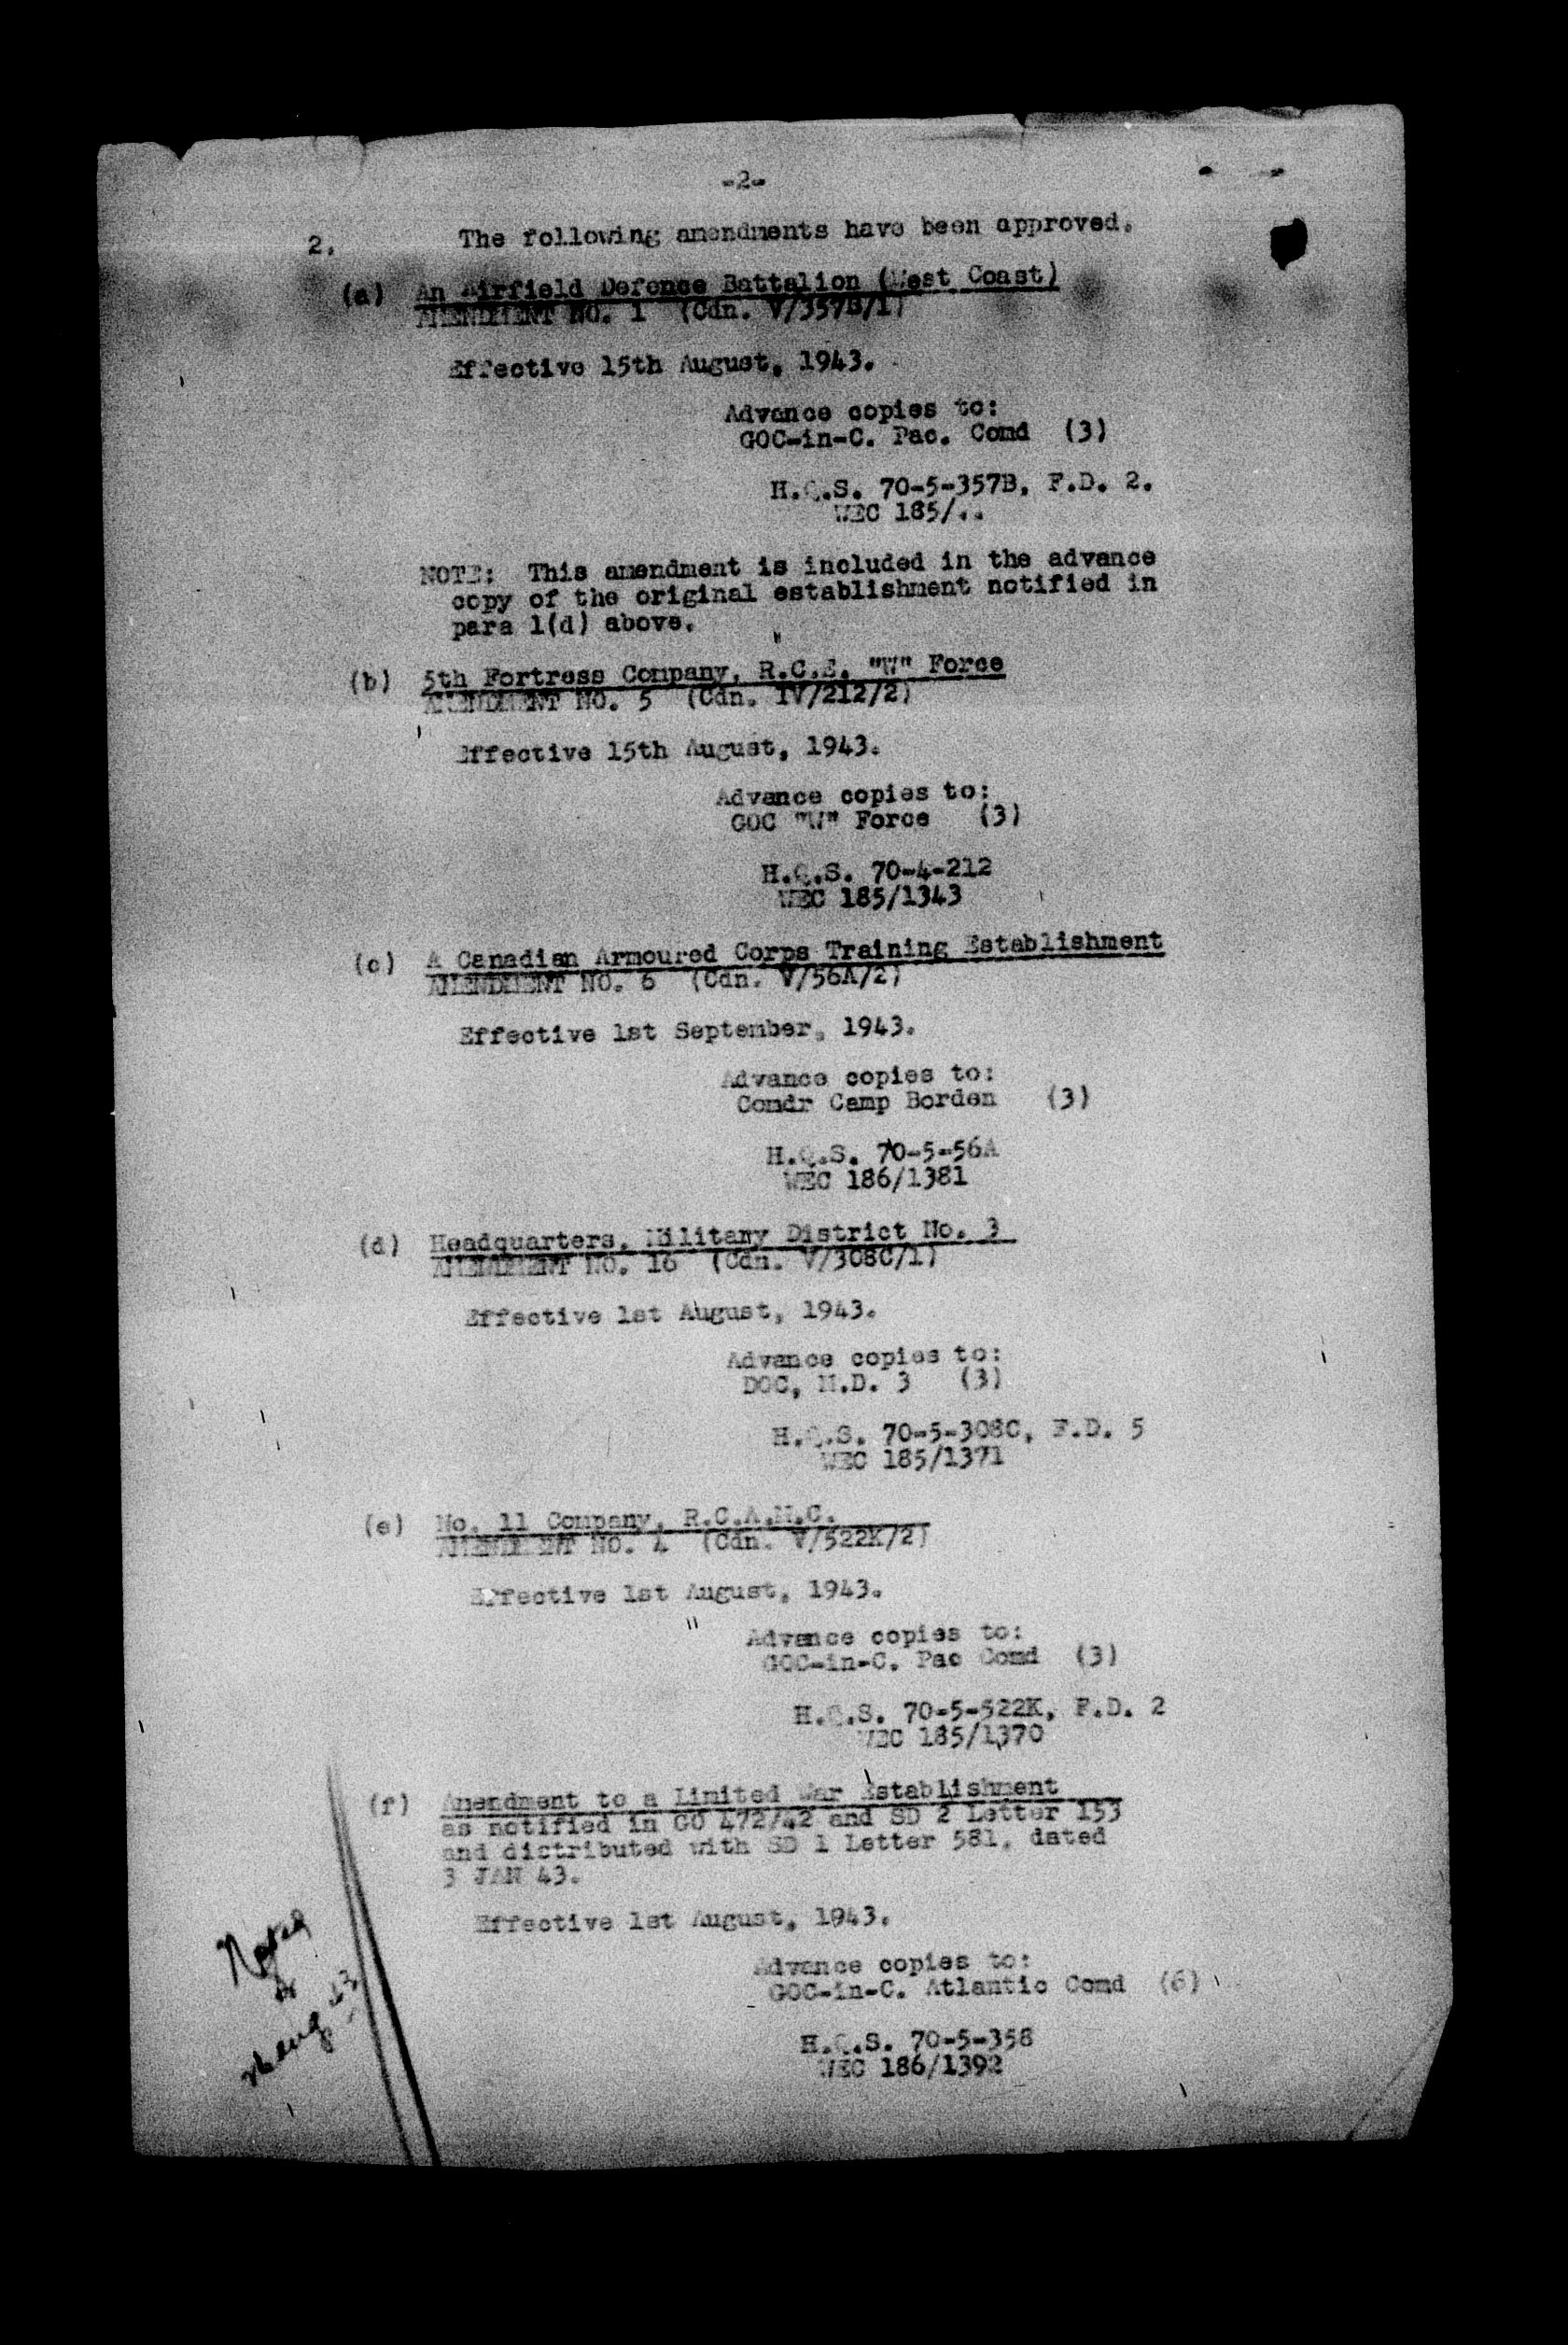 -2-
2. The following amendments have been approved.
(a) An Airfield Defence Battalion (West Coast)
AMENDMENT NO. 1 (Cdn. V/357B/1)
Effective 15th August, 1943.
Advance copies to:
GOC-in-C. Pac. Comd (3)
H.Q.S. 70-5-357B, F.D. 2.
WEC 185/..
NOTE: This amendment is included in the advance
copy of the original establishment notified in
para 1(d) above.
(b) 5th Fortress Company, R.C.E. "W" Force
AMENDMENT NO. 5 (Cdn. IV/212/2)
Effective 15th August, 1943.
Advance copies to:
GOC "W" Force (3)
H.Q.S. 70-4-212
WEC 185/1343
(c) A Canadian Armoured Corps Training Establishment
AMENDMENT NO. 6 (Cdn. V/56A/2)
Effective 1st September, 1943.
Advance copies to:
Comdr Camp Borden (3)
H.Q.S. 70-5-56A
WEC 186/1381
(d) Headquarters, Military District No. 3
AMENDMENT NO. 16 (Cdn. V/308C/1)
Effective 1st August, 1943.
Advance copies to:
DOC, M.D. 3 (3)
H.Q.S. 70-5-308C, F.D. 5
WEC 185/1371
(e) No. 11 Company, R.C.A.M.C.
AMENDMENT NO. 4 (Cdn. V/522K/2)
Effective 1st August, 1943.
Advance copies to:
GOC-in-C. Pac Comd (3)
H.Q.S. 70-5-522K, F.D. 2
WEC 185/1370
(f) Amendment to a Limited War Establishment
as notified in GO 472/42 and SD 2 Letter 153
and distributed with SD 1 Letter 581, dated
3 JAN 43.
Effective 1st August, 1943.
Advance copies to:
GOC-in-C. Atlantic Comd (6)
H.Q.S. 70-5-358
WEC 186/1392